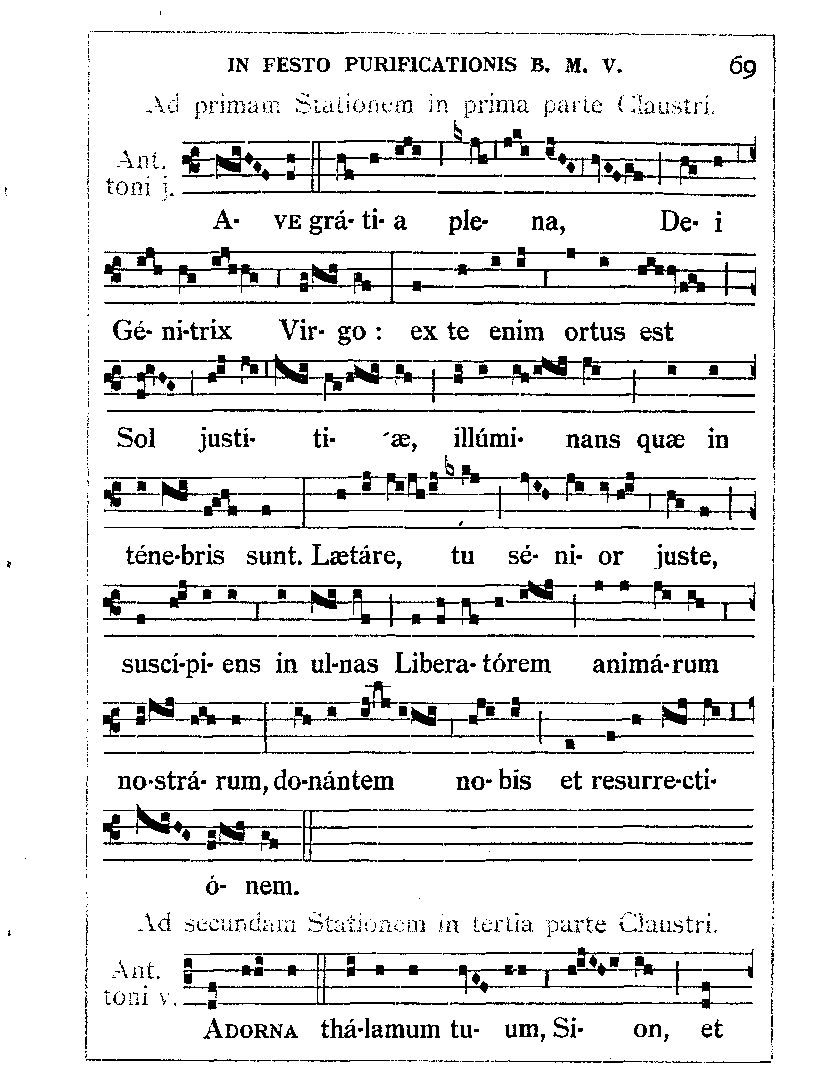 IN FESTO PURIFICATIONIS B. M. V. 69
Ad primam Stationem in prima parte Claustri.
Ant.
toni j.
A- VE grá- ti- a ple- na, De- i
Gé- ni-trix Vir- go : ex te enim ortus est
Sol justí- ti- æ, illúmi- nans quæ in
téne-bris sunt. Lætáre, tu sé- ni- or juste,
suscí-pi- ens in ul-nas Libera- tórem animá-rum
no-strá- rum, do-nántem no- bis et resurre-cti-
ó- nem.
Ad secundam Stationem in tertia parte Claustri.
Ant.
toni v.
ADORNA thá-lamum tu- um, Si- on, et